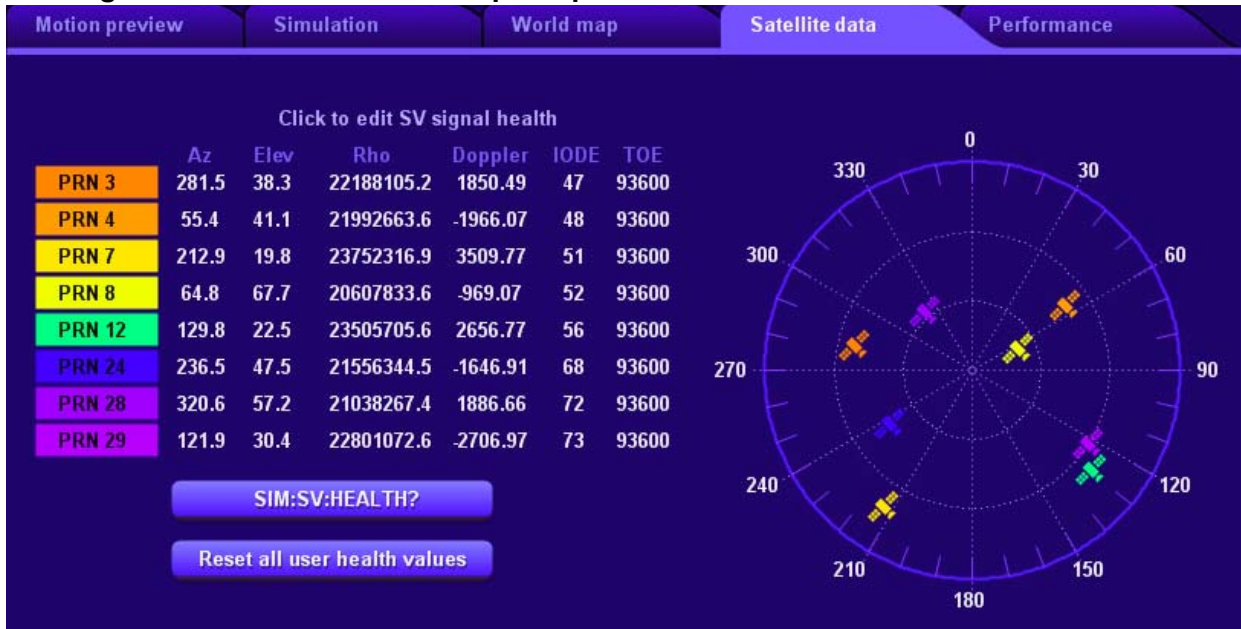 Motion preview Simulation World map Satellite data Performance
Click to edit SV signal health
Az Elev Rho Doppler IODE TOE
PRN 3 281.5 38.3 22188105.2 1850.49 47 93600
PRN 4 55.4 41.1 21992663.6 -1966.07 48 93600
PRN 7 212.9 19.8 23752316.9 3509.77 51 93600
PRN 8 64.8 67.7 20607833.6 -969.07 52 93600
PRN 12 129.8 22.5 23505705.6 2656.77 56 93600
PRN 24 236.5 47.5 21556344.5 -1646.91 68 93600
PRN 28 320.6 57.2 21038267.4 1886.66 72 93600
PRN 29 121.9 30.4 22801072.6 -2706.97 73 93600
SIM:SV:HEALTH?
Reset all user health values
0
330 30
300 60
270 90
240 120
210 150
180